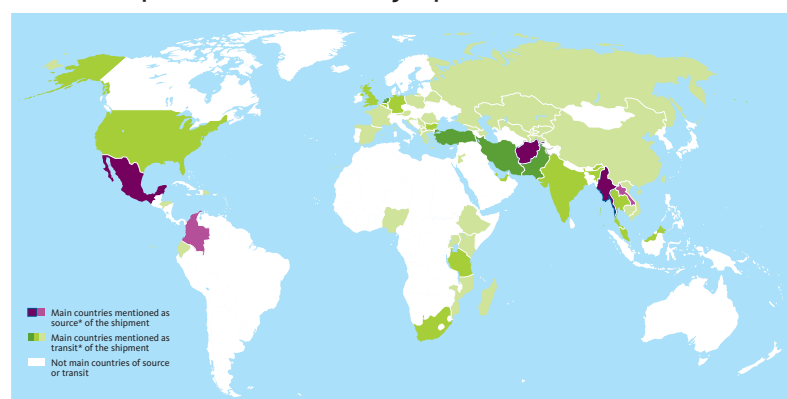 Main countries mentioned as
source* of the shipment
Main countries mentioned as
transit* of the shipment
Not main countries of source
or transit